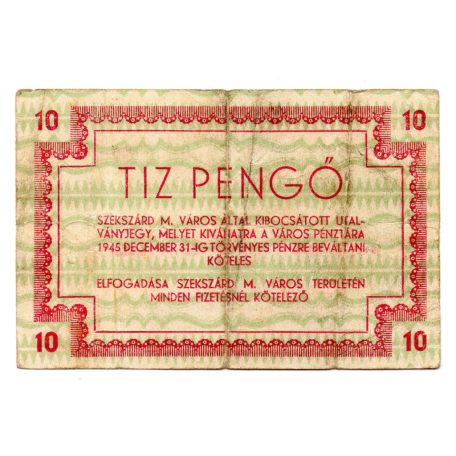 10 10
TIZ PENGŐ
SZEKSZÁRD M. VÁROS ÁLTAL KIBOCSÁTOTT UTAL-
VÁNYJEGY, MELYET KIVÁNATRA A VÁROS PÉNZTÁRA
1945 DECEMBER 31-IG TÖRVÉNYES PÉNZRE BEVÁLTANI
KÖTELES
ELFOGADÁSA SZEKSZÁRD M. VÁROS TERÜLETÉN
MINDEN FIZETÉSNÉL KÖTELEZŐ
10 10